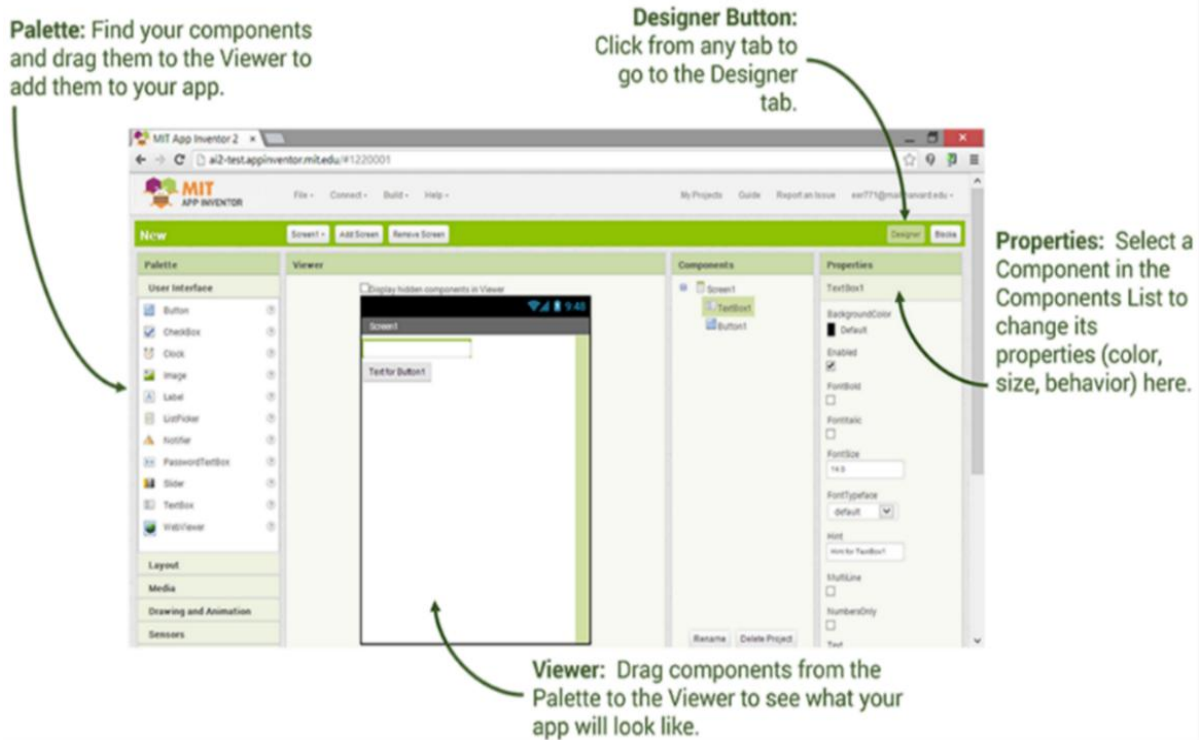 Palette: Find your components
and drag them to the Viewer to
add them to your app.
Designer Button:
Click from any tab to
go to the Designer
tab.
MIT App Inventor 2
ai2-test.appinventor.mit.edu/#1220001
MIT
APP INVENTOR
File
Connect
Build
Help
My Projects
Guide
Report an Issue
New
Screen1
Add Screen
Remove Screen
Designer
Blocks
Palette
User Interface
Button
CheckBox
Clock
Image
Label
ListPicker
Notifier
PasswordTextBox
Slider
TextBox
WebViewer
Layout
Media
Drawing and Animation
Sensors
Viewer
Display hidden components in Viewer
9:48
Screen1
Text for Button1
Components
Screen1
TextBox1
Button1
Rename
Delete Project
Properties
TextBox1
BackgroundColor
Default
Enabled
FontBold
FontItalic
FontSize
14.0
FontTypeface
default
Hint
Hint for TextBox1
MultiLine
NumbersOnly
Text
Properties: Select a
Component in the
Components List to
change its
properties (color,
size, behavior) here.
Viewer: Drag components from the
Palette to the Viewer to see what your
app will look like.